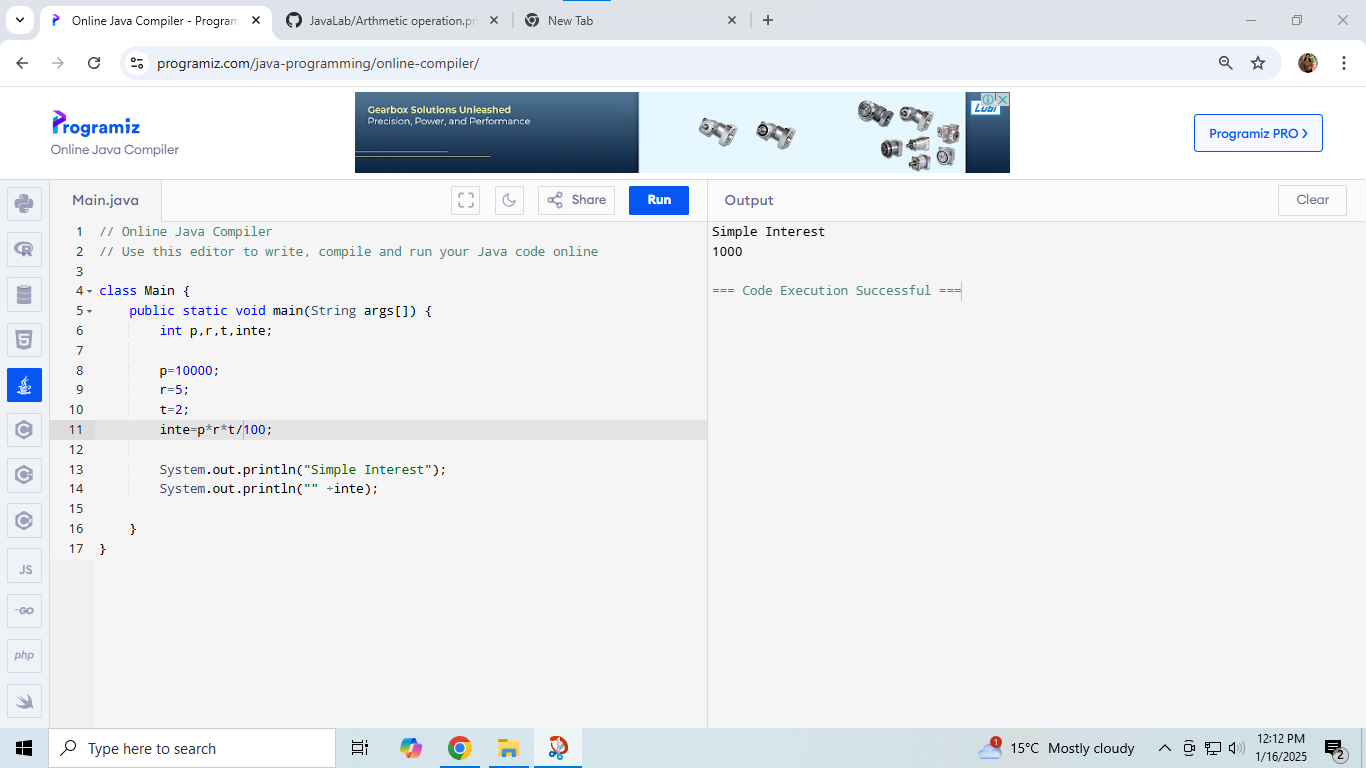 Online Java Compiler - Program
JavaLab/Arthmetic operation.pr
New Tab
programiz.com/java-programming/online-compiler/
Programiz
Online Java Compiler
Gearbox Solutions Unleashed
Precision, Power, and Performance
LUBI
Programiz PRO >
Main.java
Share
Run
Output
Clear
1 // Online Java Compiler
2 // Use this editor to write, compile and run your Java code online
3
4 class Main {
5     public static void main(String args[]) {
6         int p,r,t,inte;
7
8         p=10000;
9         r=5;
10         t=2;
11         inte=p*r*t/100;
12
13         System.out.println("Simple Interest");
14         System.out.println("" +inte);
15
16     }
17 }
Simple Interest
1000
=== Code Execution Successful ===
R
5
C
C
C
JS
GO
php
Type here to search
1
15°C Mostly cloudy
12:12 PM
1/16/2025
2